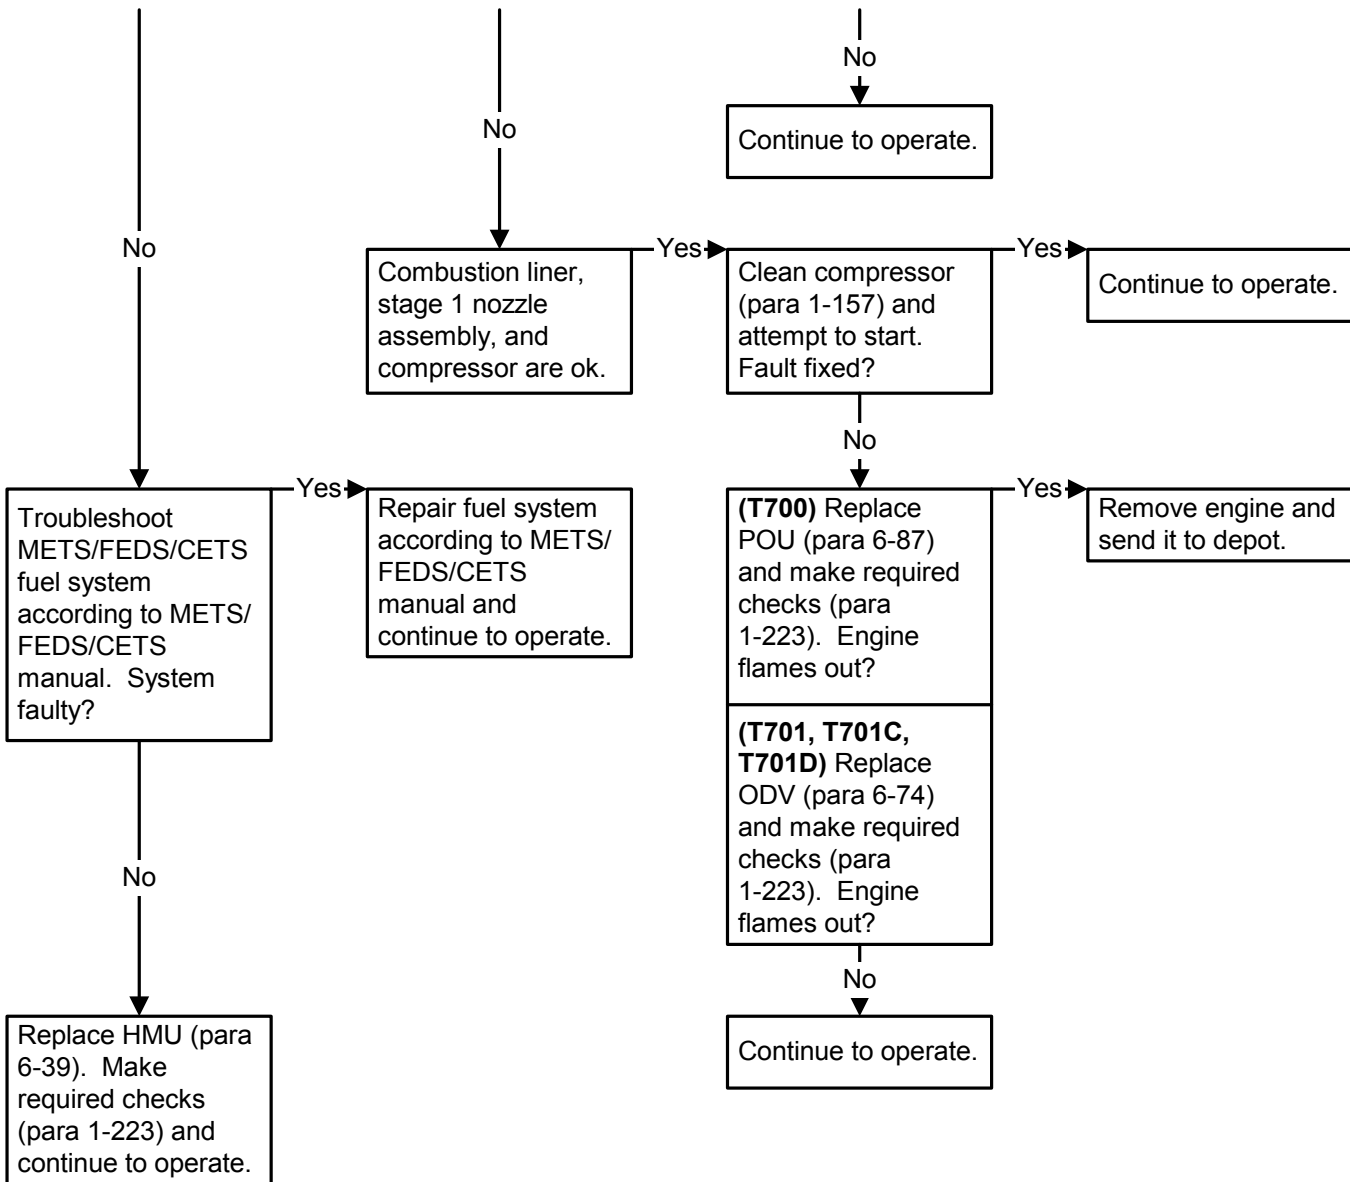 No
Continue to operate.
No
No
Combustion liner,
stage 1 nozzle
assembly, and
compressor are ok.
Yes
Clean compressor
(para 1-157) and
attempt to start.
Fault fixed?
Yes
Continue to operate.
No
Troubleshoot
METS/FEDS/CETS
fuel system
according to METS/
FEDS/CETS
manual.  System
faulty?
Yes
Repair fuel system
according to METS/
FEDS/CETS
manual and
continue to operate.
(T700) Replace
POU (para 6-87)
and make required
checks (para
1-223).  Engine
flames out?
Yes
Remove engine and
send it to depot.
(T701, T701C,
T701D) Replace
ODV (para 6-74)
and make required
checks (para
1-223).  Engine
flames out?
No
No
Replace HMU (para
6-39).  Make
required checks
(para 1-223) and
continue to operate.
Continue to operate.